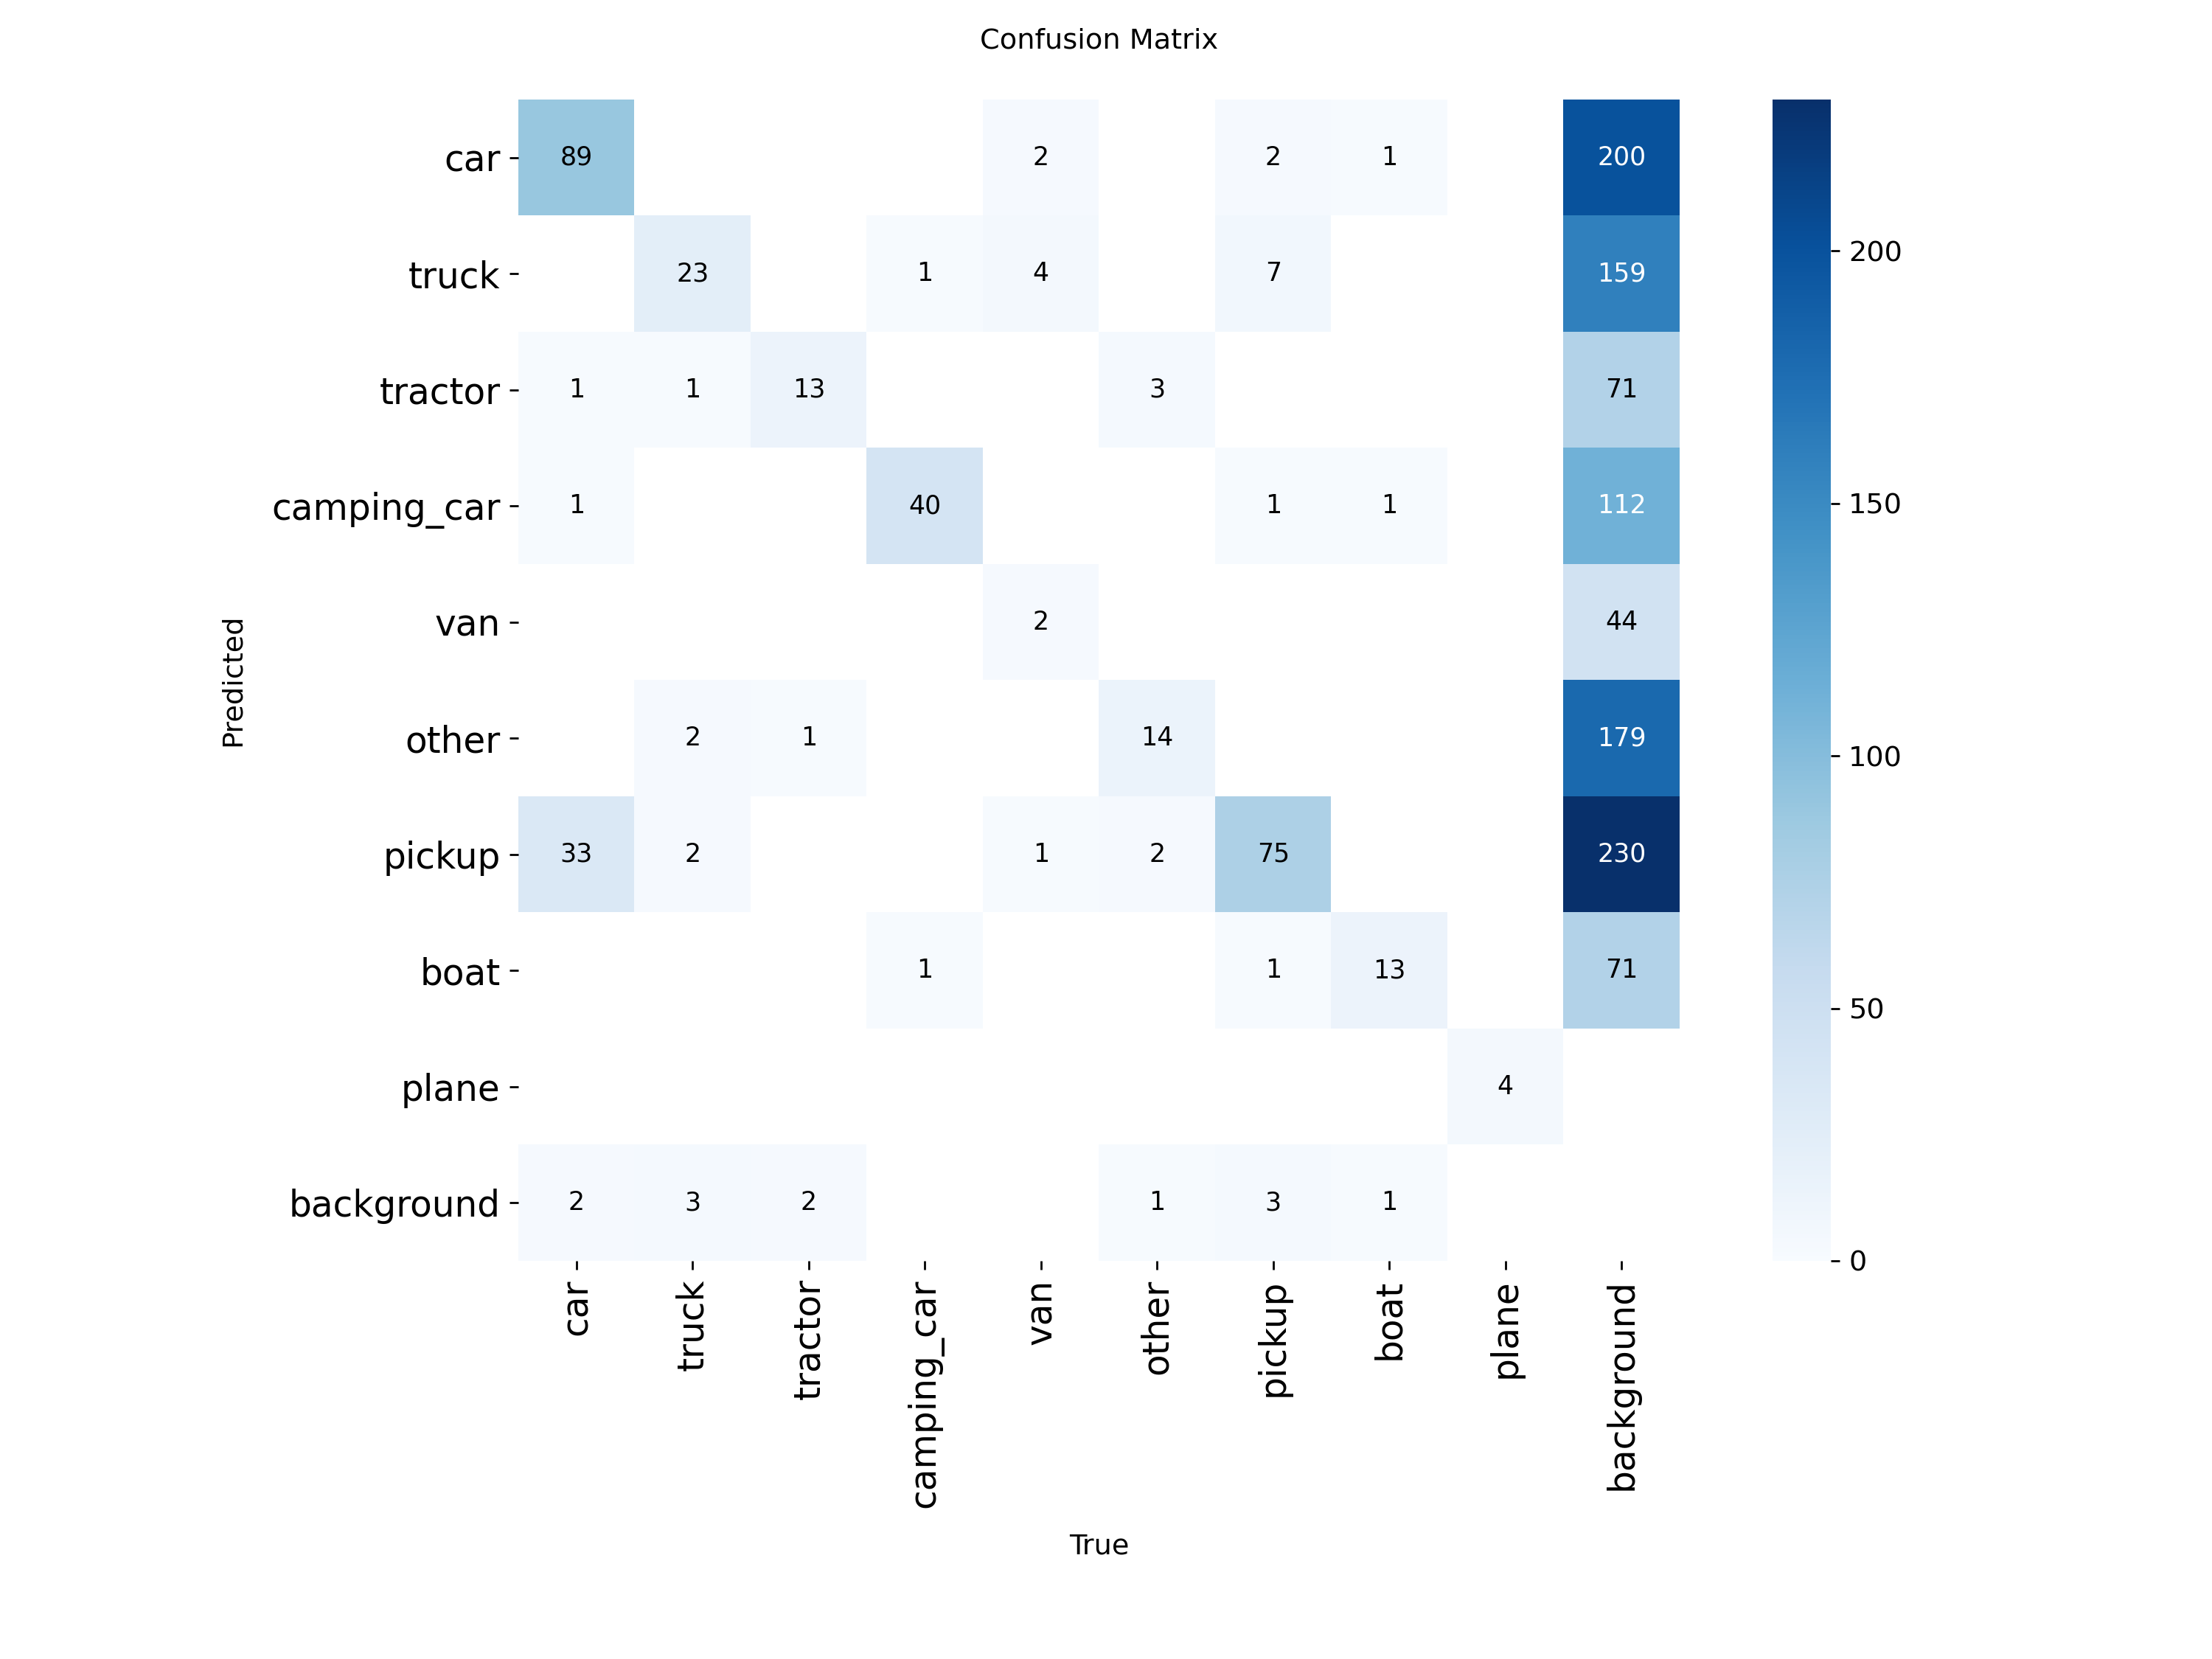 Confusion Matrix
car 89 2 2 1 200
truck 23 1 4 7 159
tractor 1 1 13 3 71
camping_car 1 40 1 1 112
van 2 44
other 2 1 14 179
pickup 33 2 1 2 75 230
boat 1 1 13 71
plane 4
background 2 3 2 1 3 1
car truck tractor camping_car van other pickup boat plane background
True
Predicted
200
150
100
50
0